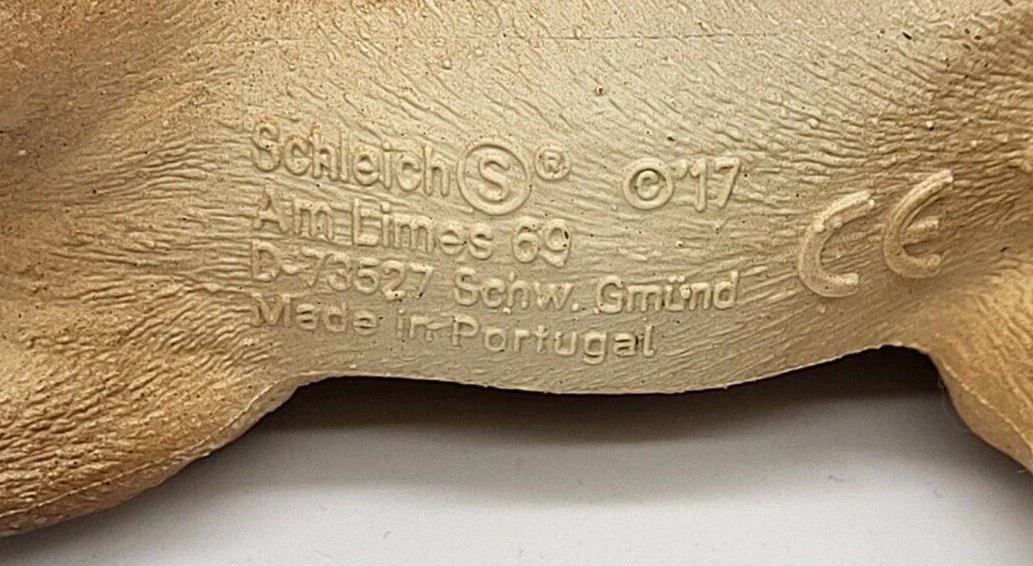 Schleich Ⓢ® ©'17
Am Limes 69
D-73527 Schw. Gmünd
Made in Portugal
CE